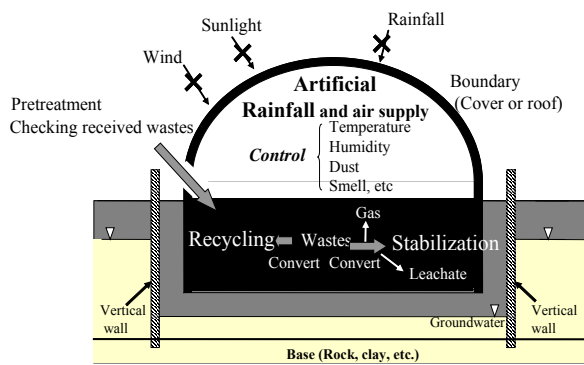 Rainfall
Sunlight
Wind
Artificial
Rainfall and air supply
Boundary
(Cover or roof)
Pretreatment
Checking received wastes
Control
Temperature
Humidity
Dust
Smell, etc
Gas
Recycling
Wastes
Stabilization
Convert
Convert
Leachate
Vertical
wall
Groundwater
Vertical
wall
Base (Rock, clay, etc.)